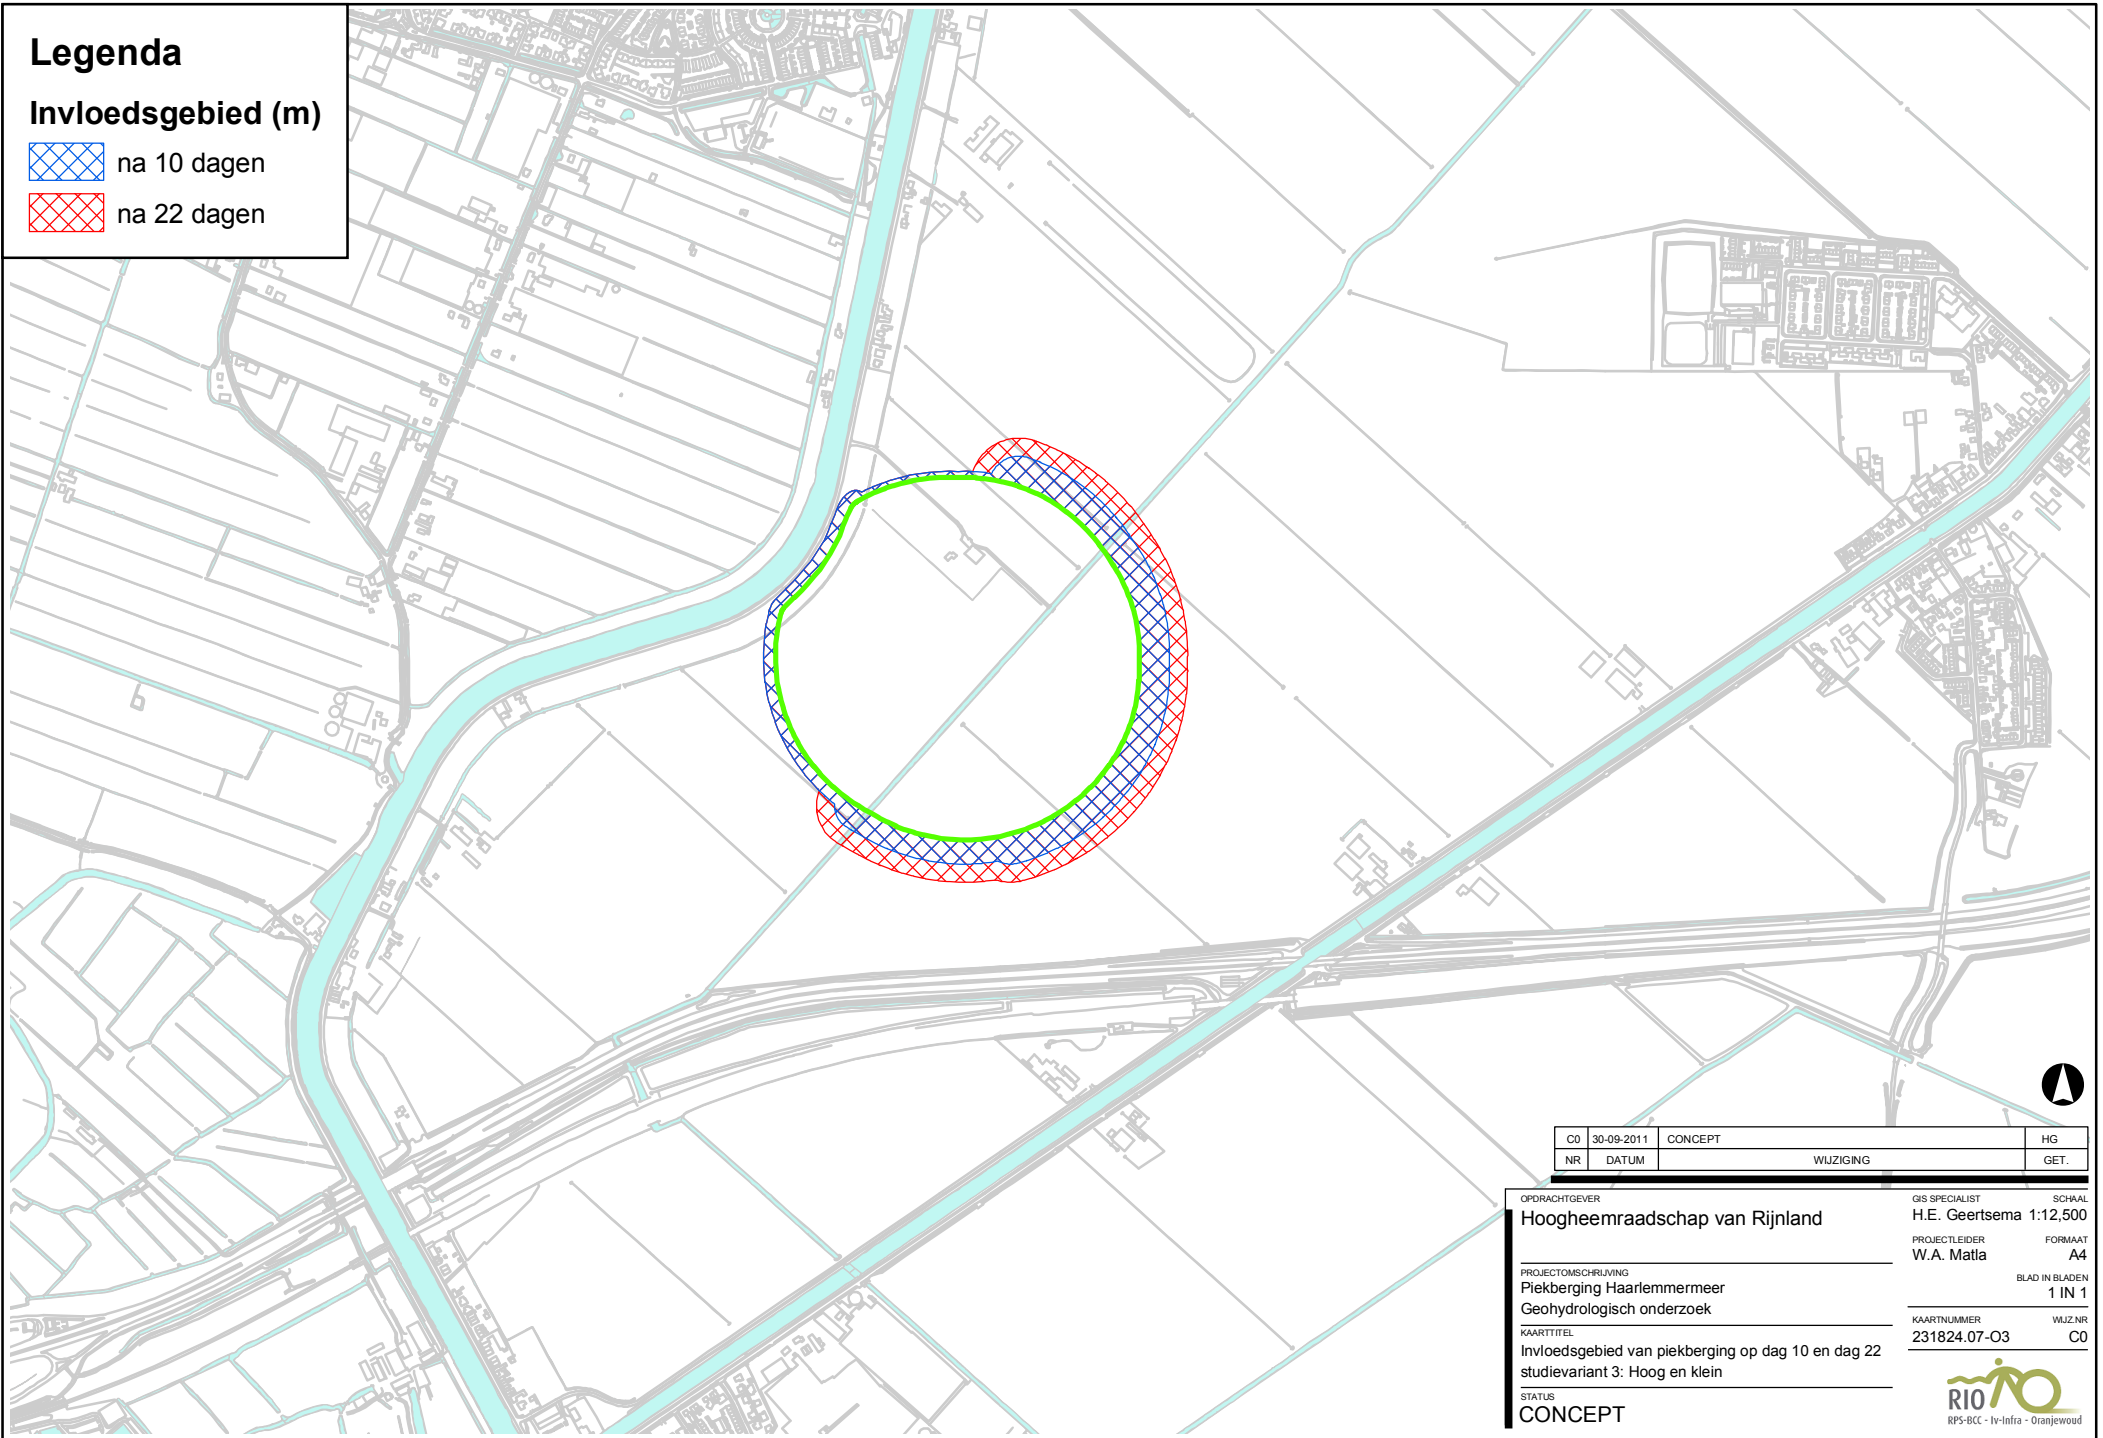 Legenda
Invloedsgebied (m)
na 10 dagen
na 22 dagen
C0 30-09-2011 CONCEPT HG
NR DATUM WIJZIGING GET.
OPDRACHTGEVER
Hoogheemraadschap van Rijnland
GIS SPECIALIST SCHAAL
H.E. Geertsema 1:12,500
PROJECTLEIDER FORMAAT
W.A. Matla A4
BLAD IN BLADEN
1 IN 1
PROJECTOMSCHRIJVING
Piekberging Haarlemmermeer
Geohydrologisch onderzoek
KAARTNUMMER WIJZ.NR
231824.07-O3 C0
KAARTTITEL
Invloedsgebied van piekberging op dag 10 en dag 22
studievariant 3: Hoog en klein
STATUS
CONCEPT
RIO
RPS-BCC - Iv-Infra - Oranjewoud